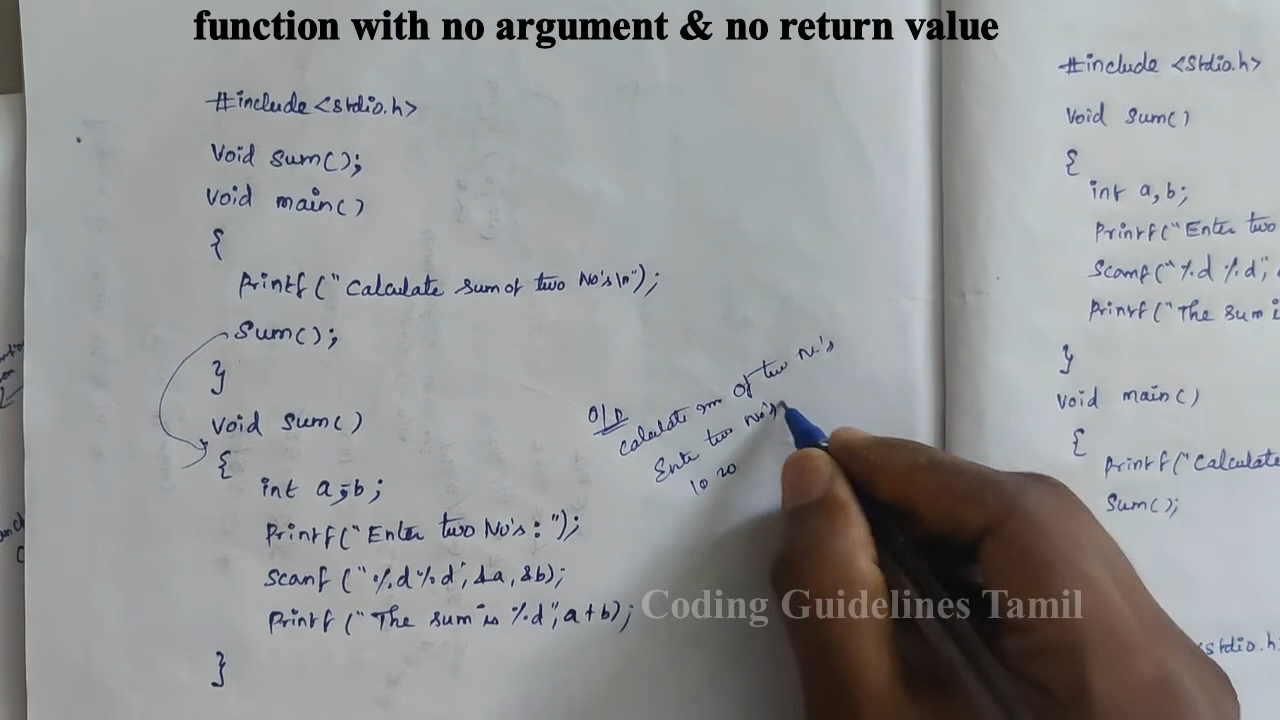 function with no argument & no return value
#include <stdio.h>
Void sum();
Void main()
{
Printf("Calculate sum of two No's\n");
Sum();
}
Void sum()
{
int a,b;
Printf("Enter two No's:");
Scanf ("%d%d", &a, &b);
Printf ("The sum is %d", a+b);
}
O/P
Calculate sm of two No's
Ente two No's
10 20
Coding Guidelines Tamil
#include <stdio.h>
Void sum()
{
int a,b;
Printf("Enter two
Scanf("%d %d",
Printf("The sum
}
Void main()
{
Printf("Calculate
Sum();
<stdio.h